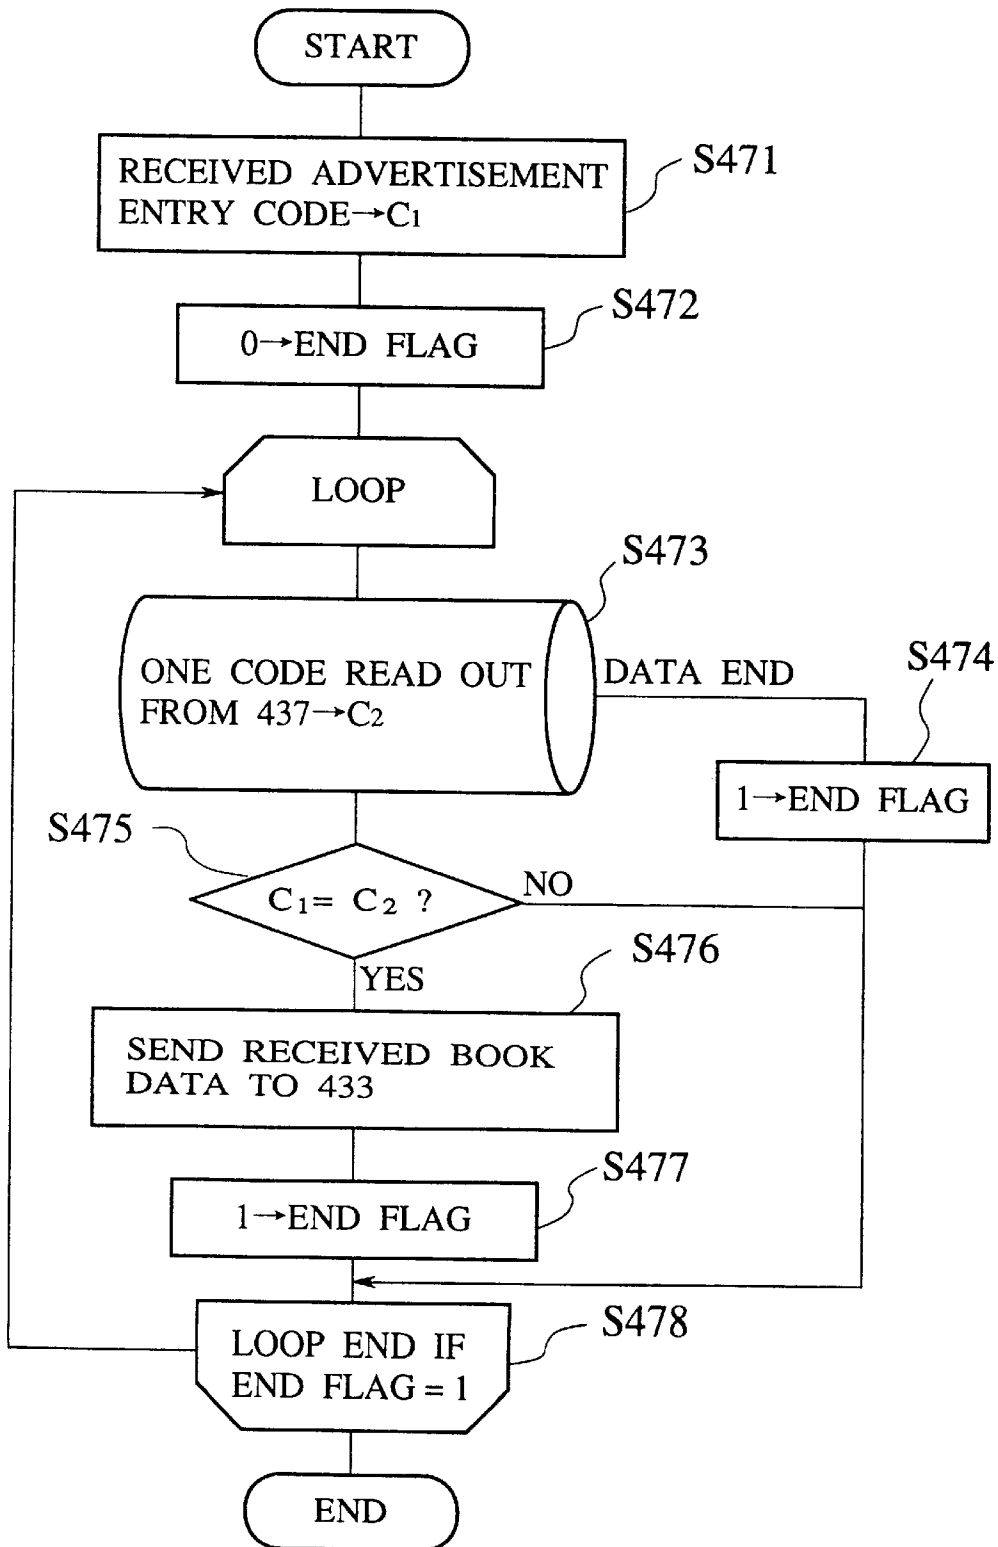 START
RECEIVED ADVERTISEMENT
ENTRY CODE→C1
S471
0→END FLAG
S472
LOOP
S473
ONE CODE READ OUT
FROM 437→C2
DATA END
S474
1→END FLAG
S475
C1= C2 ?
NO
YES
S476
SEND RECEIVED BOOK
DATA TO 433
S477
1→END FLAG
S478
LOOP END IF
END FLAG = 1
END